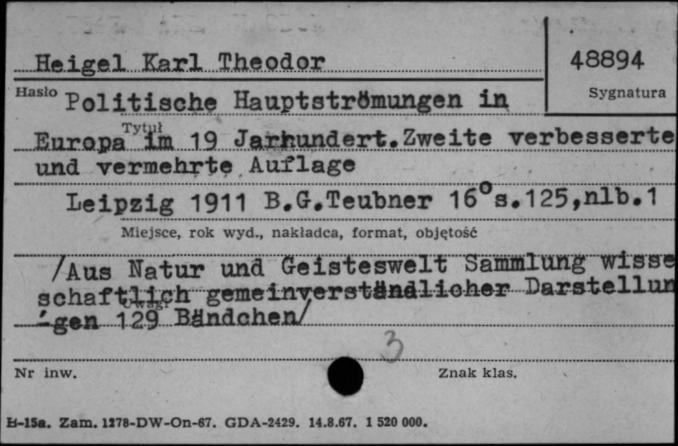 Heigel Karl Theodor 48894
Hasło Sygnatura
Politische Hauptströmungen in
Tytuł
Europa im 19 Jarhundert.Zweite verbesserte
und vermehrte Auflage
Leipzig 1911 B.G.Teubner 16°s.125,nlb.1
Miejsce, rok wyd., nakładca, format, objętość
/Aus Natur und Geisteswelt Sammlung wisse
schaftlich gemeinverständlicher Darstellun
-gen 129 Bändchen/
3
Nr inw. Znak klas.
H-15a. Zam. 1278-DW-On-67. GDA-2429. 14.8.67. 1 520 000.